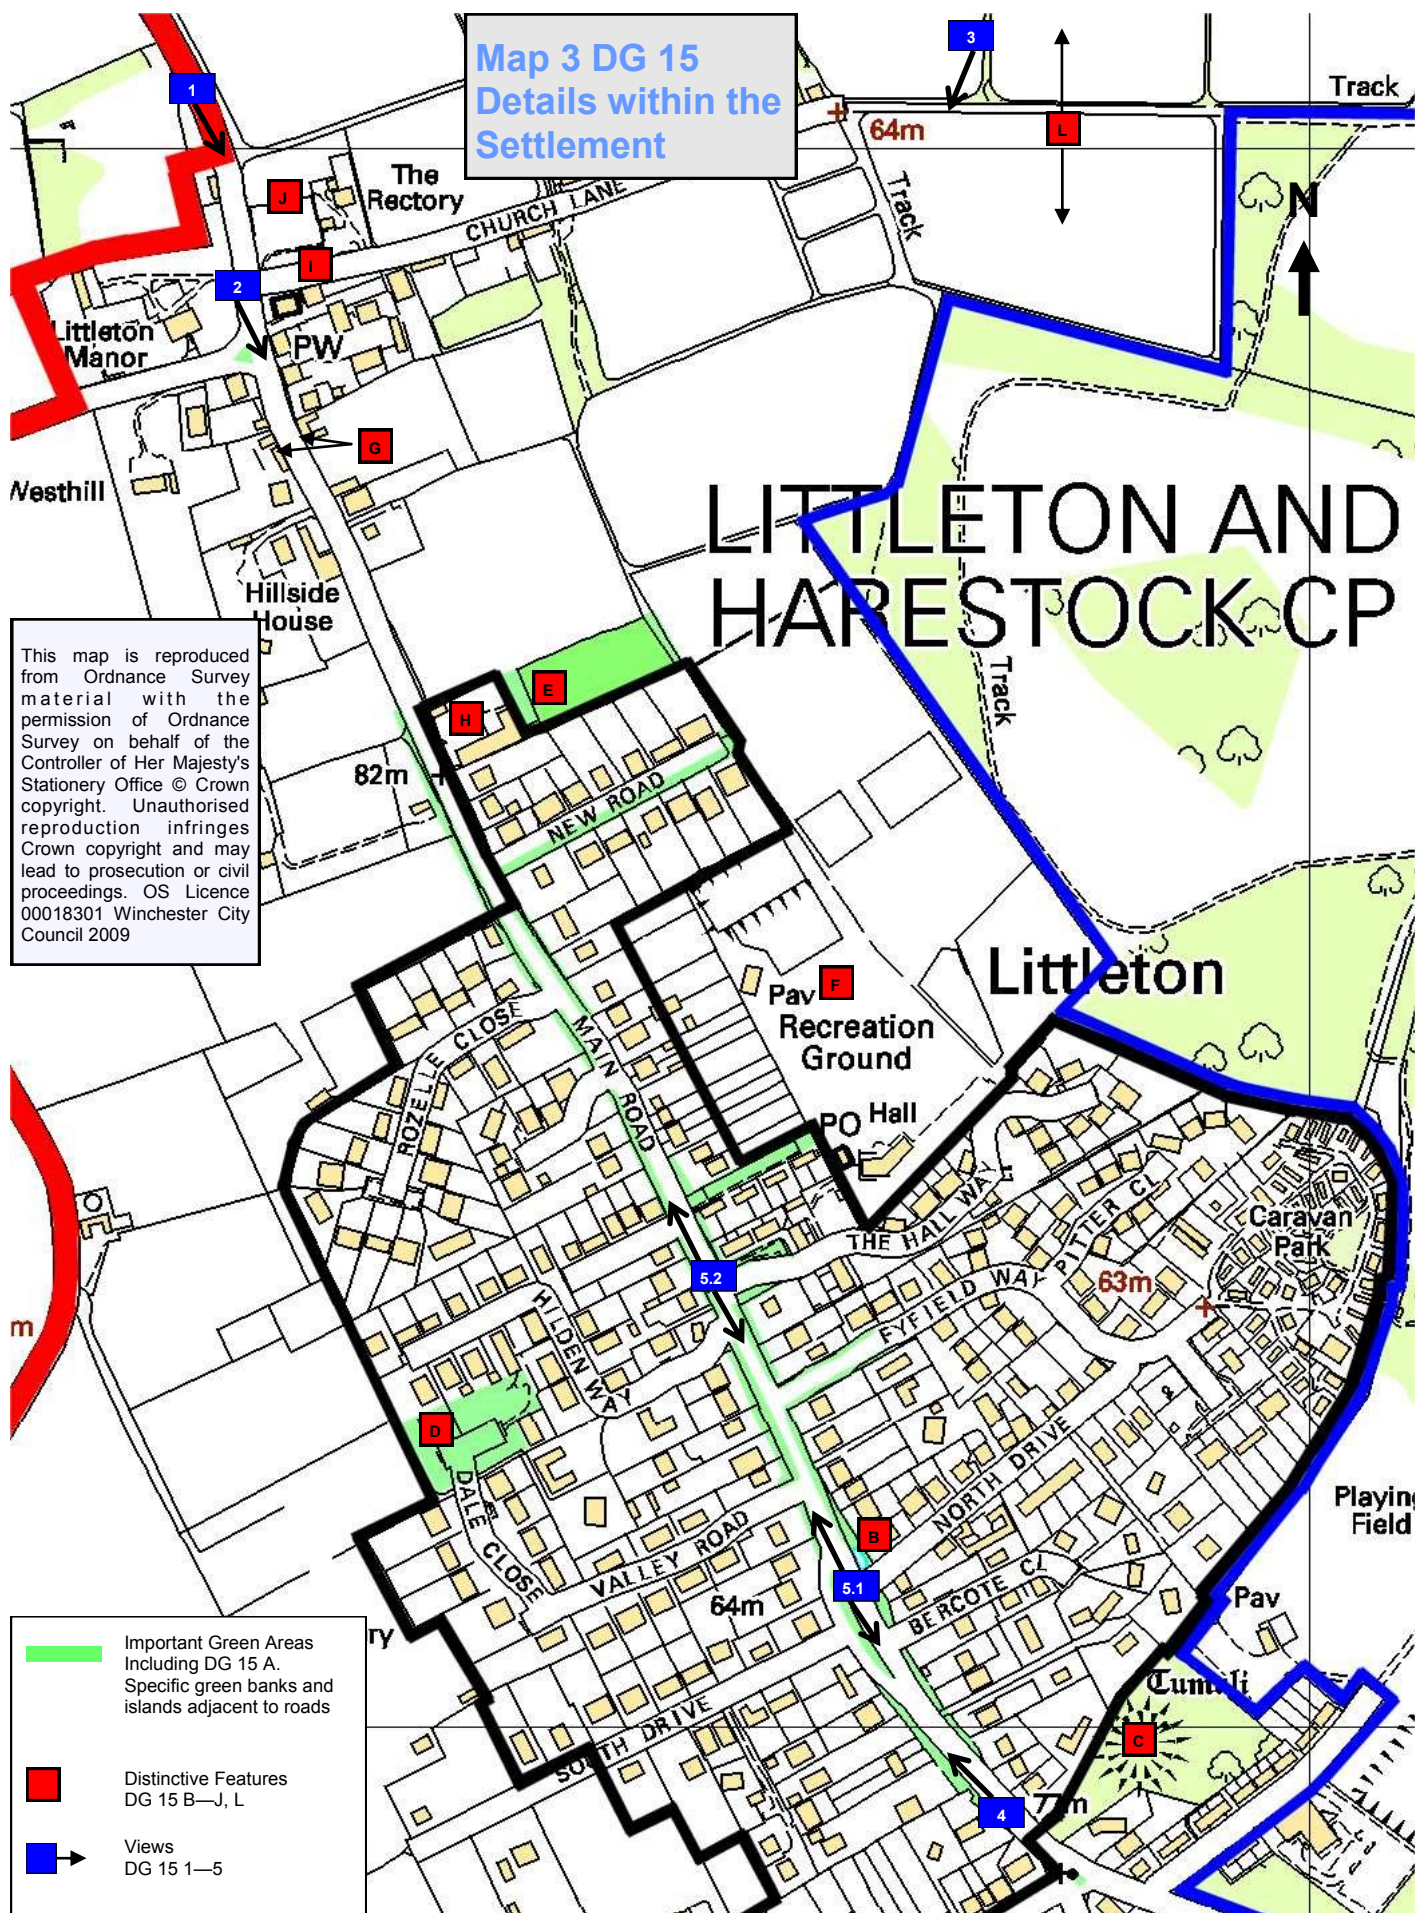 Map 3 DG 15
Details within the
Settlement
1
3
Track
64m
L
N
The
Rectory
J
CHURCH LANE
Track
I
2
Littleton
Manor
PW
G
Westhill
LITTLETON AND
HARESTOCK CP
Hillside
House
Track
This map is reproduced
from Ordnance Survey
material with the
permission of Ordnance
Survey on behalf of the
Controller of Her Majesty's
Stationery Office © Crown
copyright. Unauthorised
reproduction infringes
Crown copyright and may
lead to prosecution or civil
proceedings. OS Licence
00018301 Winchester City
Council 2009
E
H
82m
NEW ROAD
Littleton
Pav
F
Recreation
Ground
ROZELLE CLOSE
MAIN ROAD
PO
Hall
THE HALL WAY
PITTER CL
Caravan
Park
5.2
63m
HILDEN WAY
FYFIELD WAY
m
D
DALE CLOSE
NORTH DRIVE
Playing
Field
B
VALLEY ROAD
5.1
BERCOTE CL
64m
Pav
ry
Tumuli
C
SOUTH DRIVE
4
77m
Important Green Areas
Including DG 15 A.
Specific green banks and
islands adjacent to roads
Distinctive Features
DG 15 B—J, L
Views
DG 15 1—5